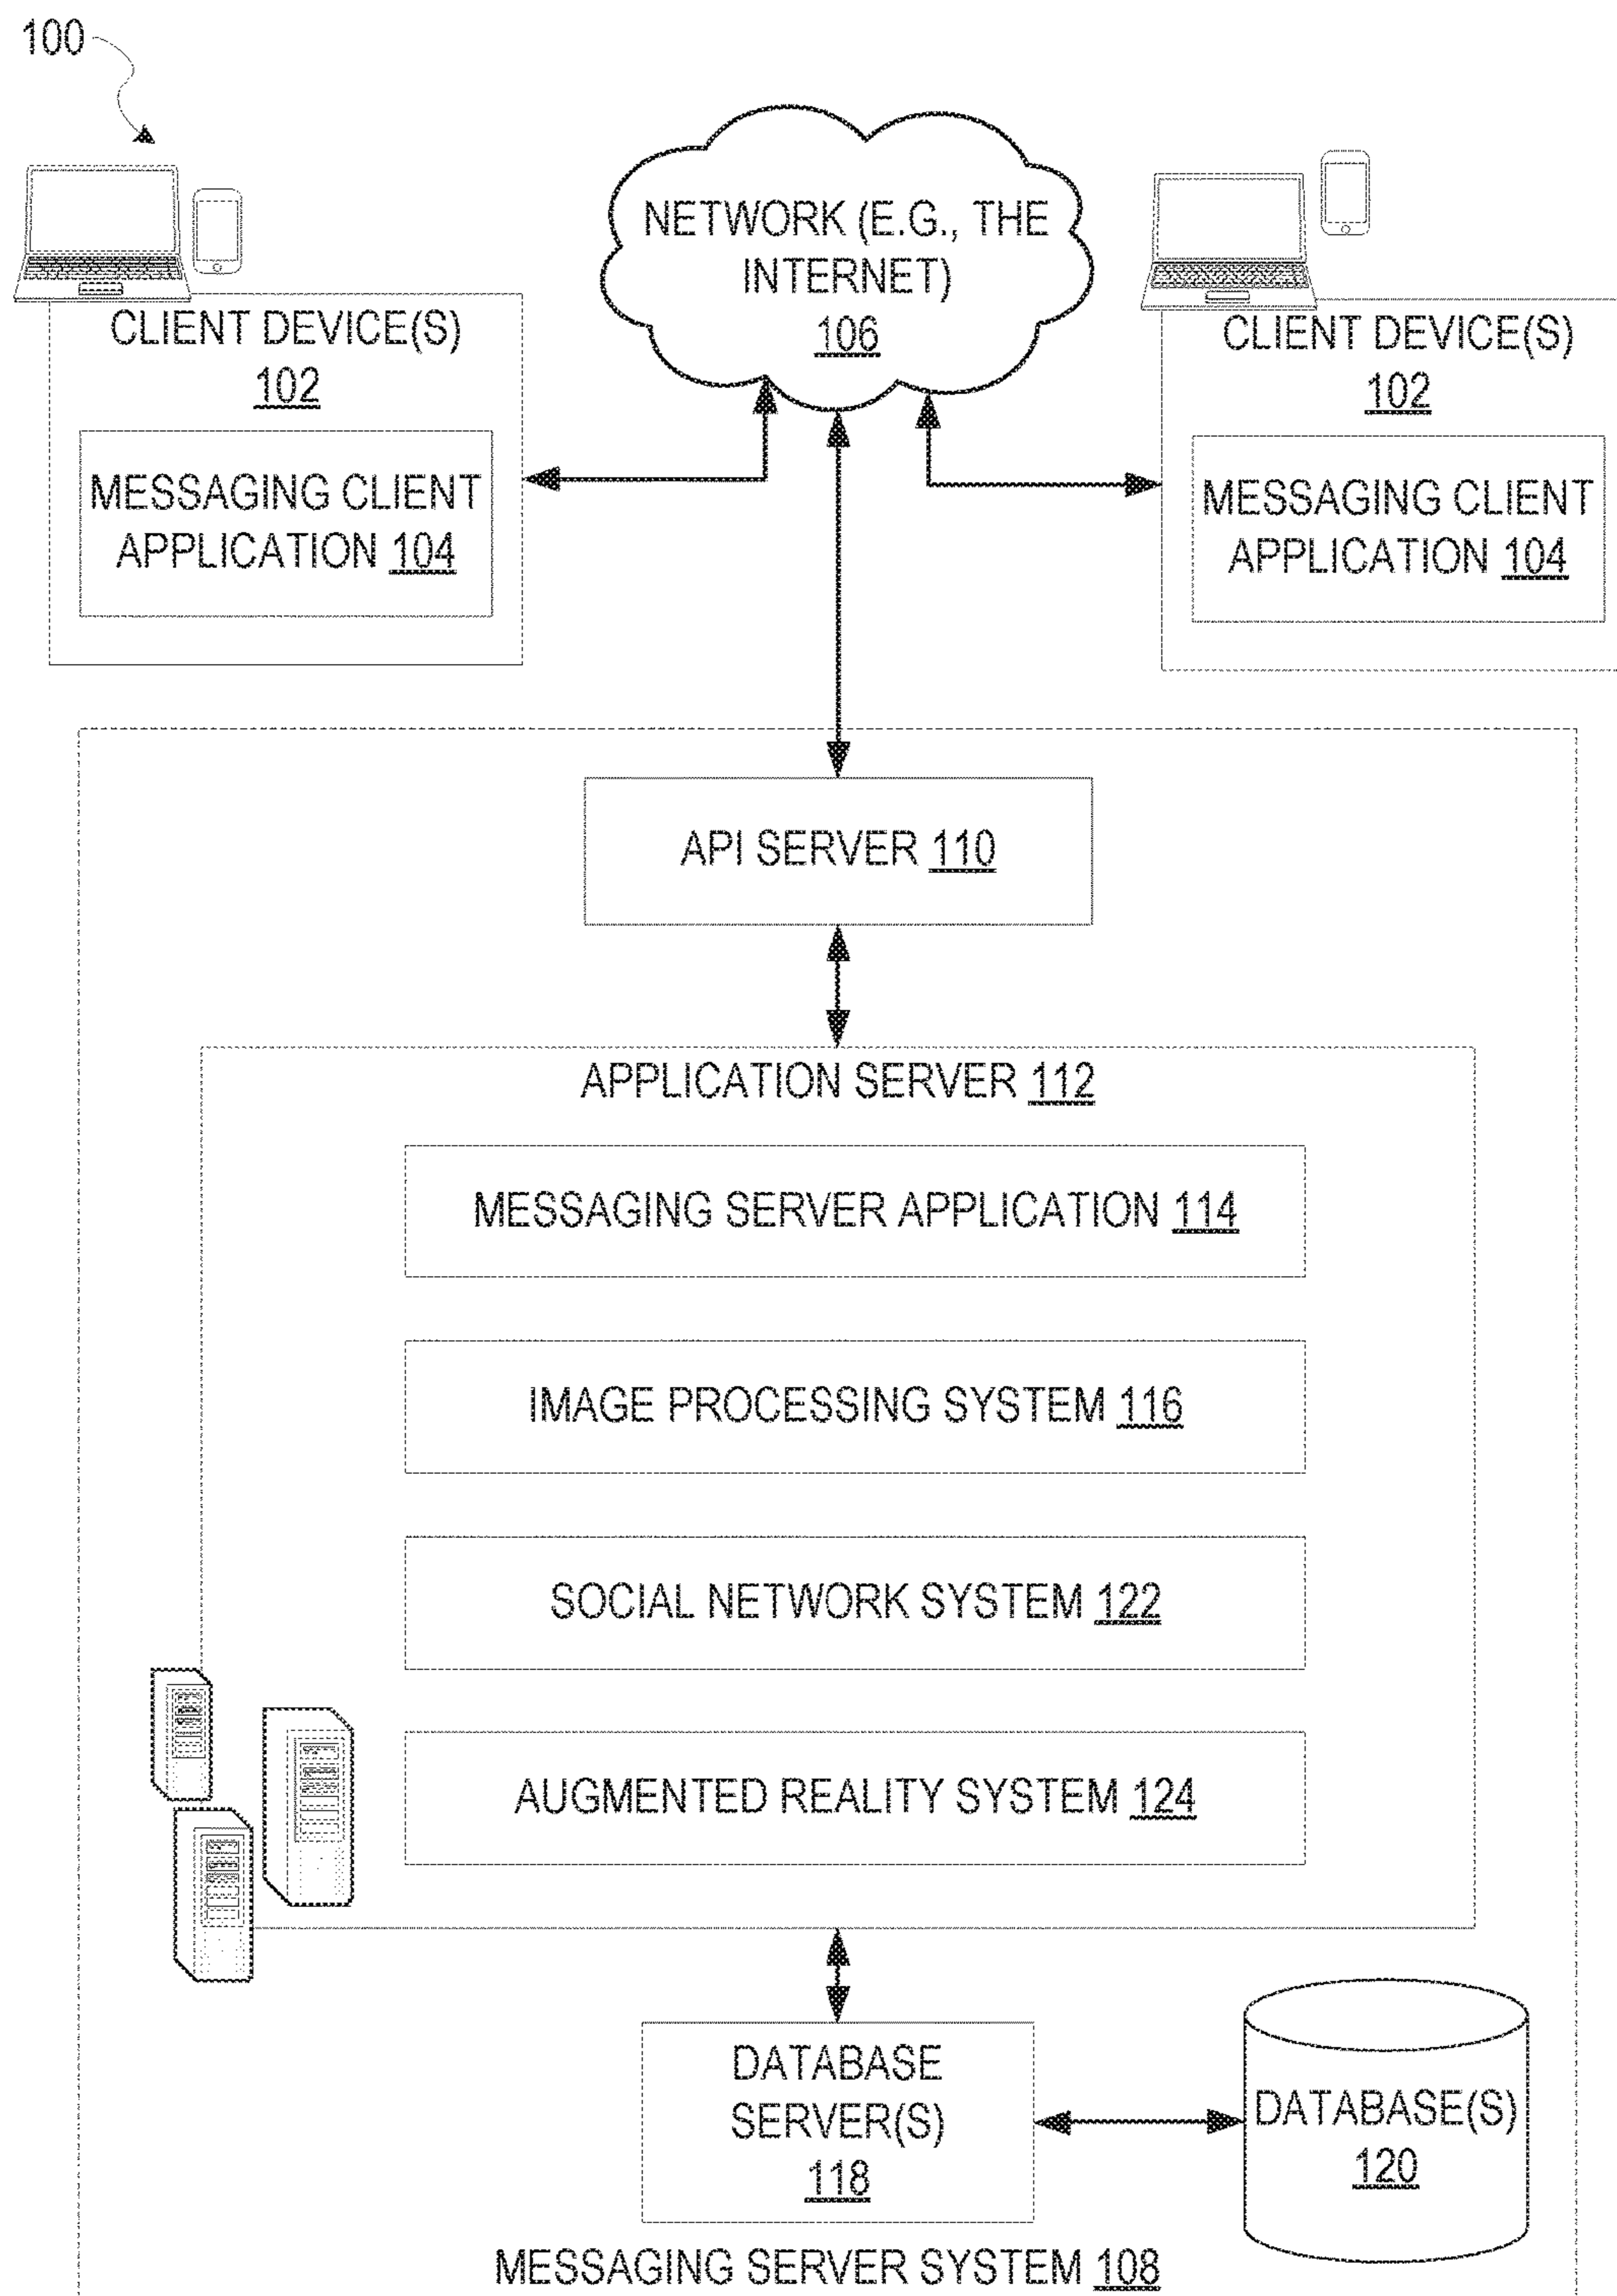 100
NETWORK (E.G., THE
INTERNET)
106
CLIENT DEVICE(S)
102
MESSAGING CLIENT
APPLICATION 104
CLIENT DEVICE(S)
102
MESSAGING CLIENT
APPLICATION 104
API SERVER 110
APPLICATION SERVER 112
MESSAGING SERVER APPLICATION 114
IMAGE PROCESSING SYSTEM 116
SOCIAL NETWORK SYSTEM 122
AUGMENTED REALITY SYSTEM 124
DATABASE
SERVER(S)
118
DATABASE(S)
120
MESSAGING SERVER SYSTEM 108